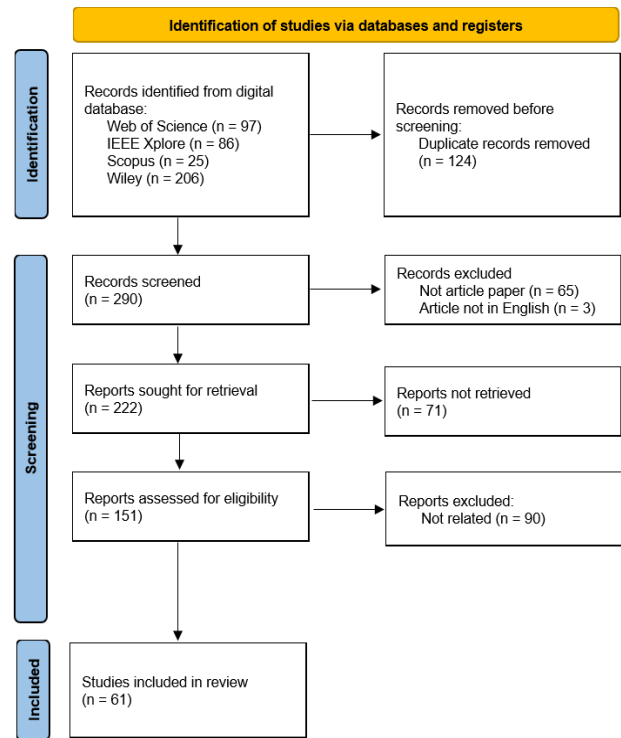 Identification of studies via databases and registers
Identification
Records identified from digital
database:
Web of Science (n = 97)
IEEE Xplore (n = 86)
Scopus (n = 25)
Wiley (n = 206)
Records removed before
screening:
Duplicate records removed
(n = 124)
Screening
Records screened
(n = 290)
Records excluded
Not article paper (n = 65)
Article not in English (n = 3)
Reports sought for retrieval
(n = 222)
Reports not retrieved
(n = 71)
Reports assessed for eligibility
(n = 151)
Reports excluded:
Not related (n = 90)
Included
Studies included in review
(n = 61)